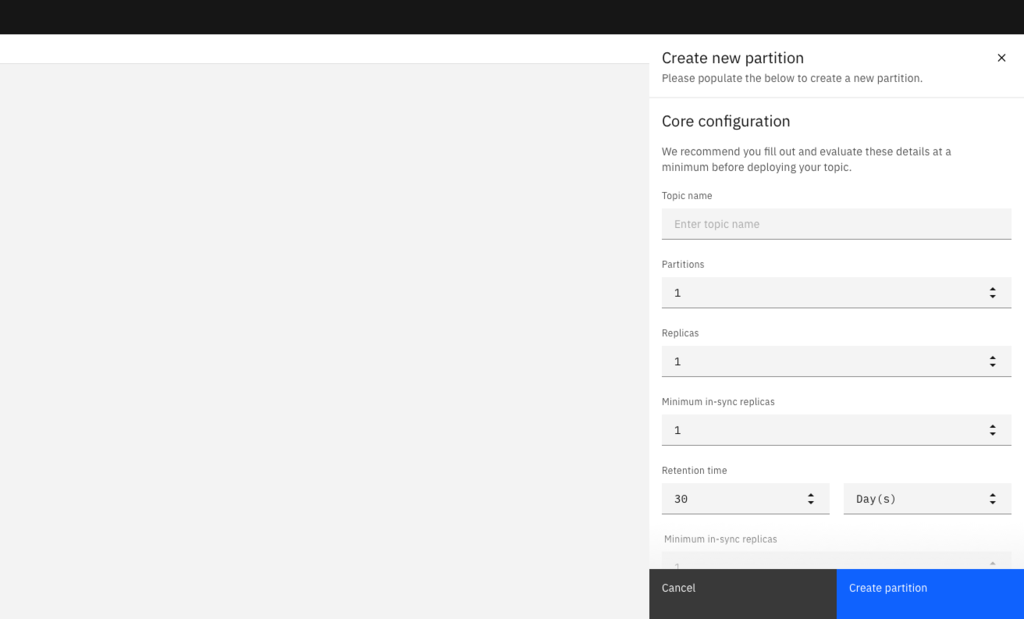 Create new partition
Please populate the below to create a new partition.
Core configuration
We recommend you fill out and evaluate these details at a
minimum before deploying your topic.
Topic name
Enter topic name
Partitions
1
Replicas
1
Minimum in-sync replicas
1
Retention time
30 Day(s)
Minimum in-sync replicas
1
Cancel Create partition